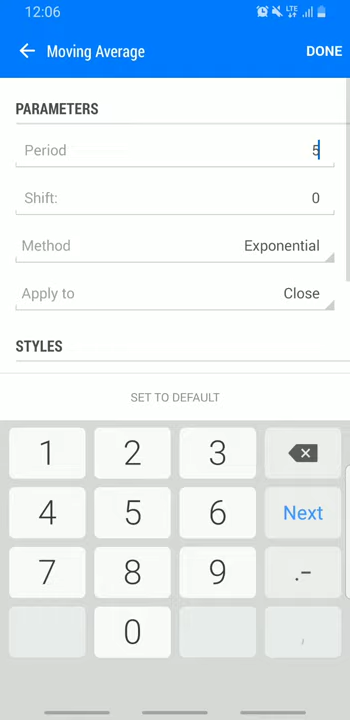 12:06 LTE
Moving Average DONE
PARAMETERS
Period 5
Shift: 0
Method Exponential
Apply to Close
STYLES
SET TO DEFAULT
1 2 3
4 5 6 Next
7 8 9 .-
0 ,